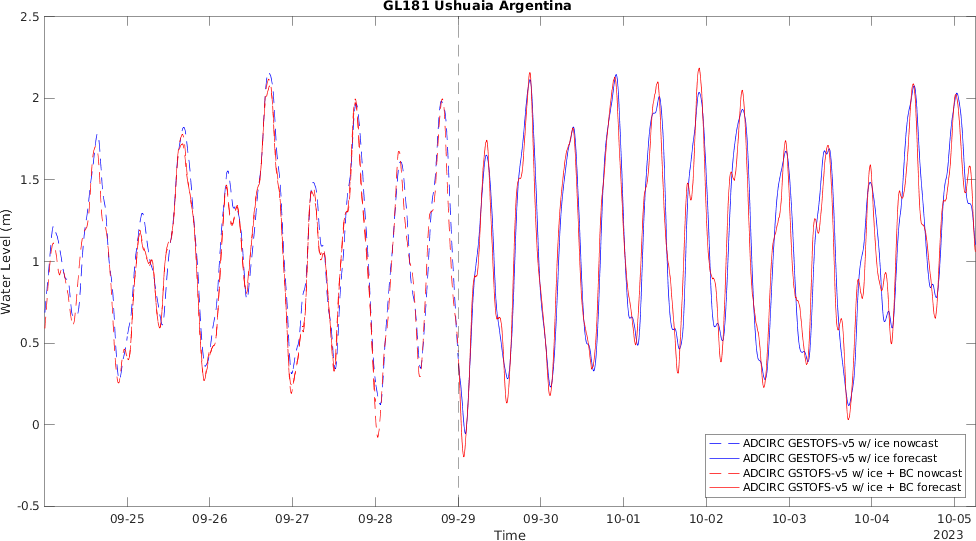 GL181 Ushuaia Argentina
2.5
2
1.5
1
0.5
0
-0.5
Water Level (m)
09-25
09-26
09-27
09-28
09-29
09-30
10-01
10-02
10-03
10-04
10-05
2023
Time
ADCIRC GESTOFS-v5 w/ ice nowcast
ADCIRC GESTOFS-v5 w/ ice forecast
ADCIRC GSTOFS-v5 w/ ice + BC nowcast
ADCIRC GSTOFS-v5 w/ ice + BC forecast